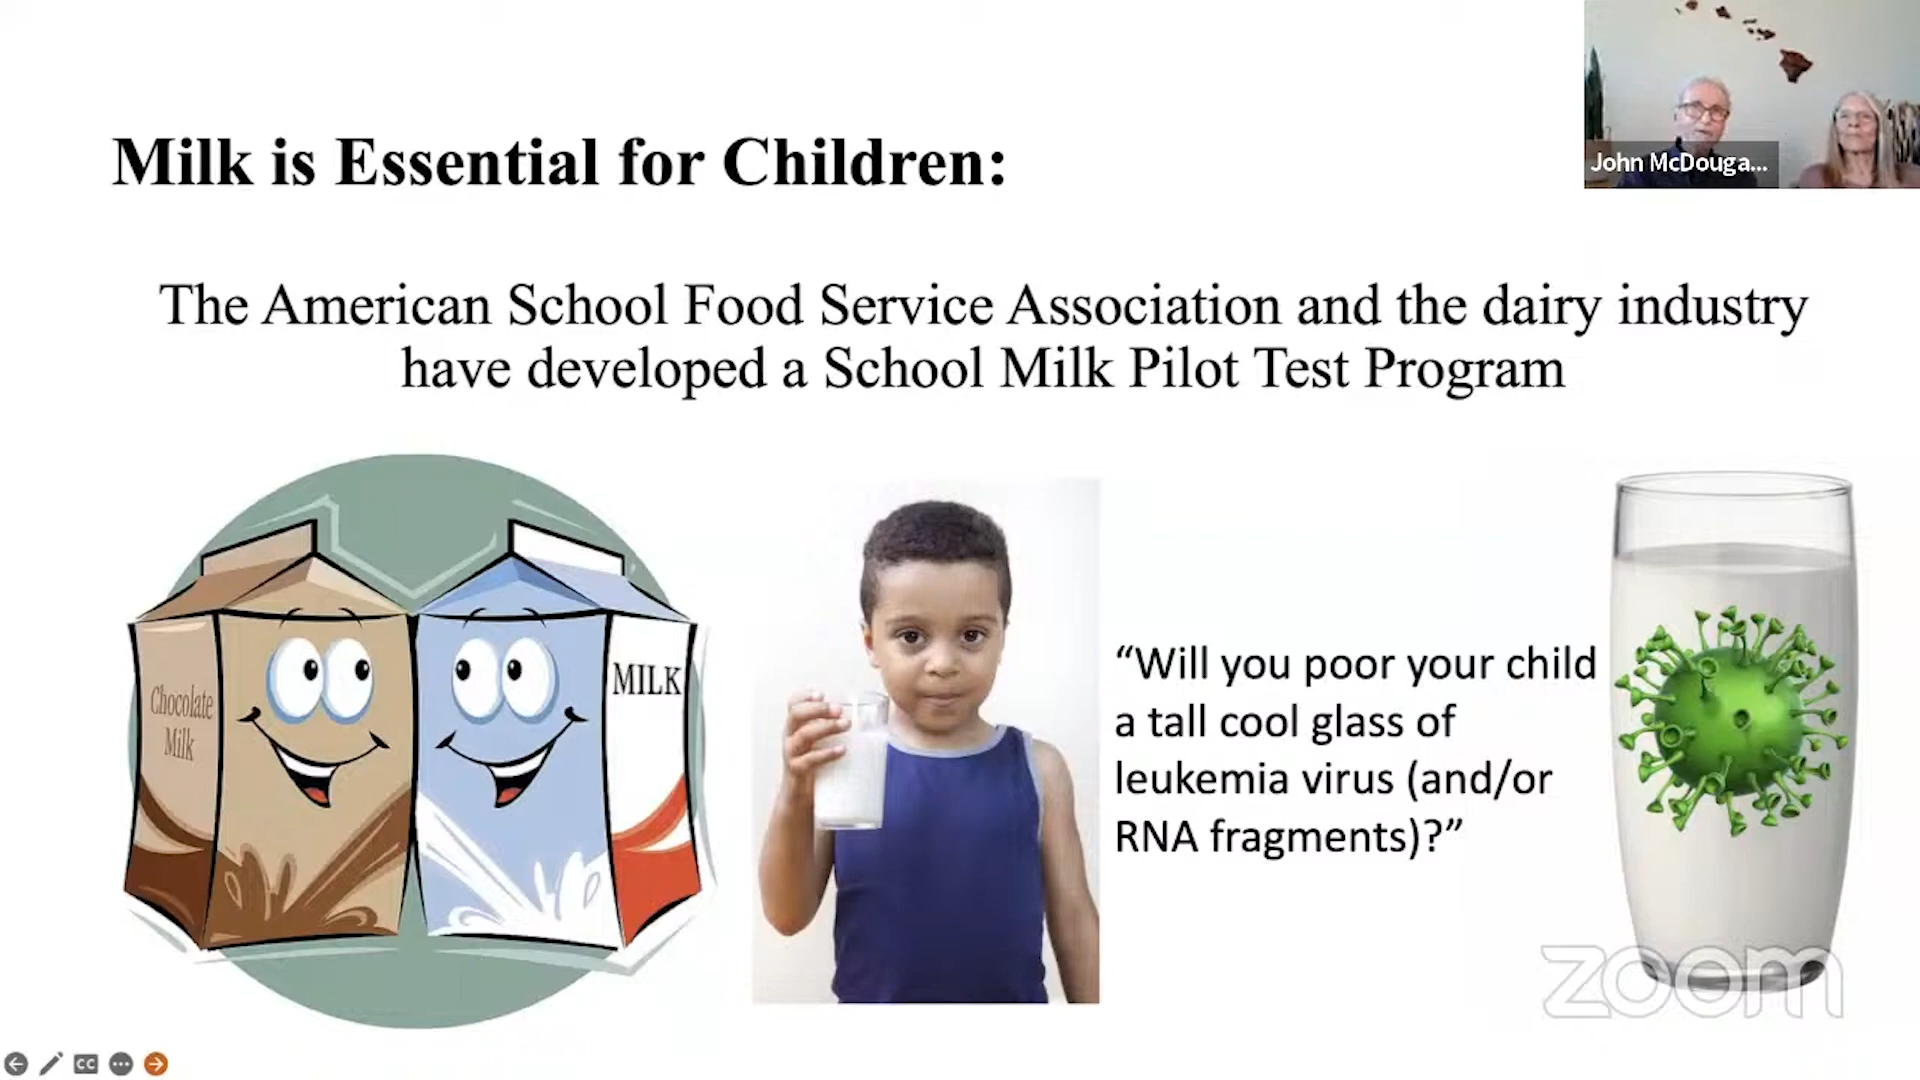 John McDouga...
Milk is Essential for Children:
The American School Food Service Association and the dairy industry
have developed a School Milk Pilot Test Program
Chocolate
Milk
MILK
“Will you poor your child
a tall cool glass of
leukemia virus (and/or
RNA fragments)?”
zoom
CC